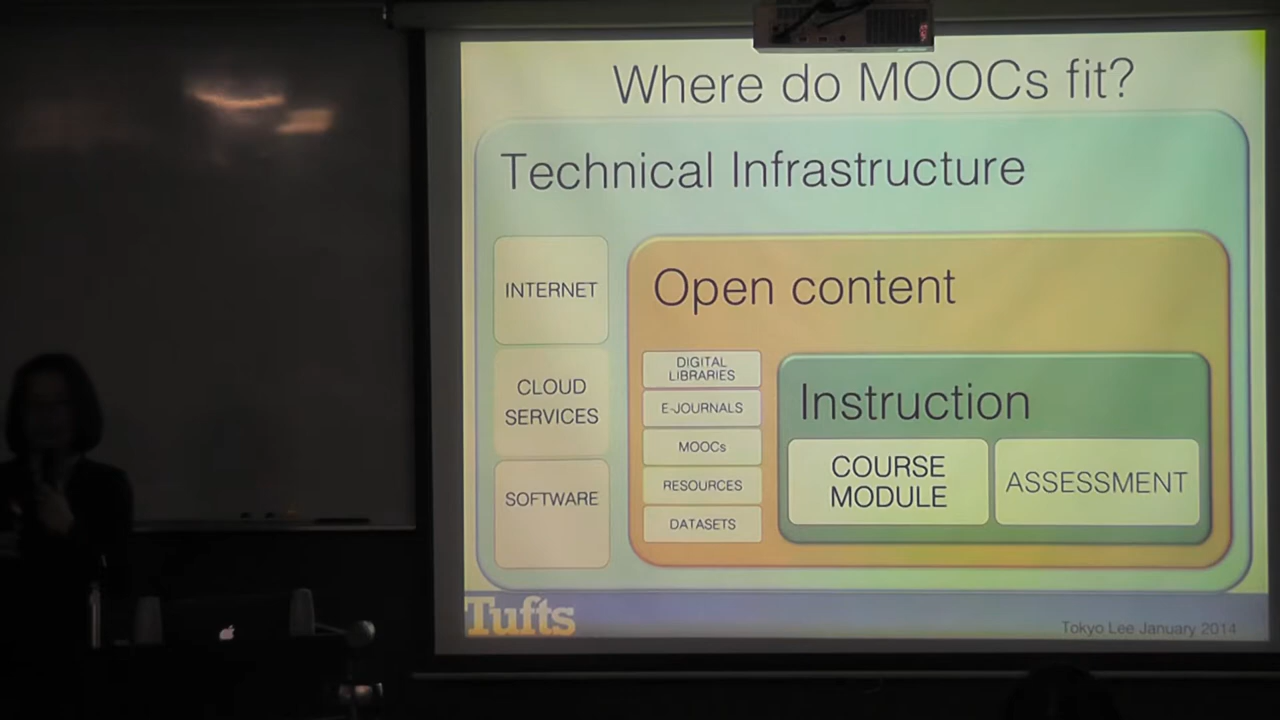 Where do MOOCs fit?
Technical Infrastructure
INTERNET
CLOUD
SERVICES
SOFTWARE
Open content
DIGITAL
LIBRARIES
E-JOURNALS
MOOCs
RESOURCES
DATASETS
Instruction
COURSE
MODULE
ASSESSMENT
Tufts
Tokyo Lee January 2014